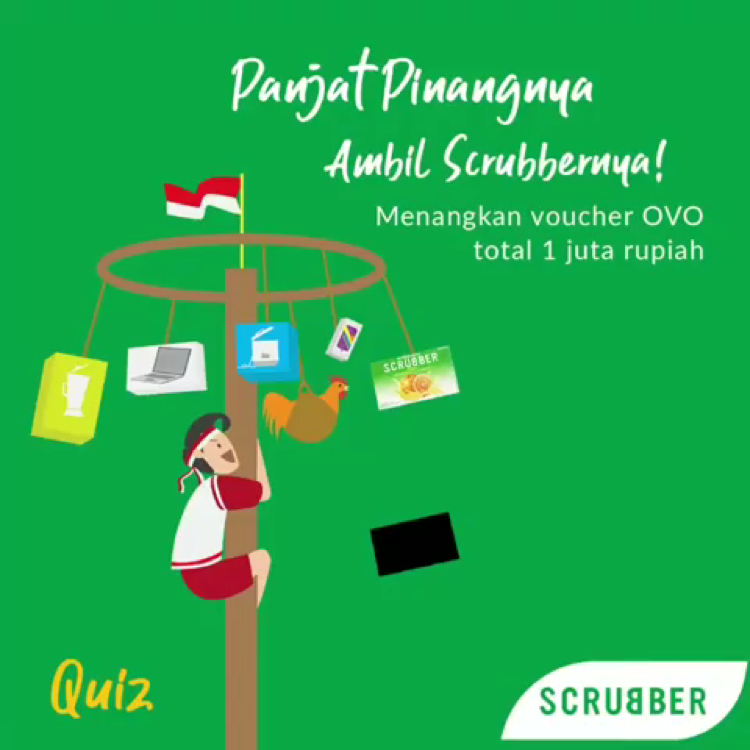 Panjat Pinangnya
Ambil Scrubbernya!
Menangkan voucher OVO
total 1 juta rupiah
SCRUBBER
Quiz
SCRUBBER